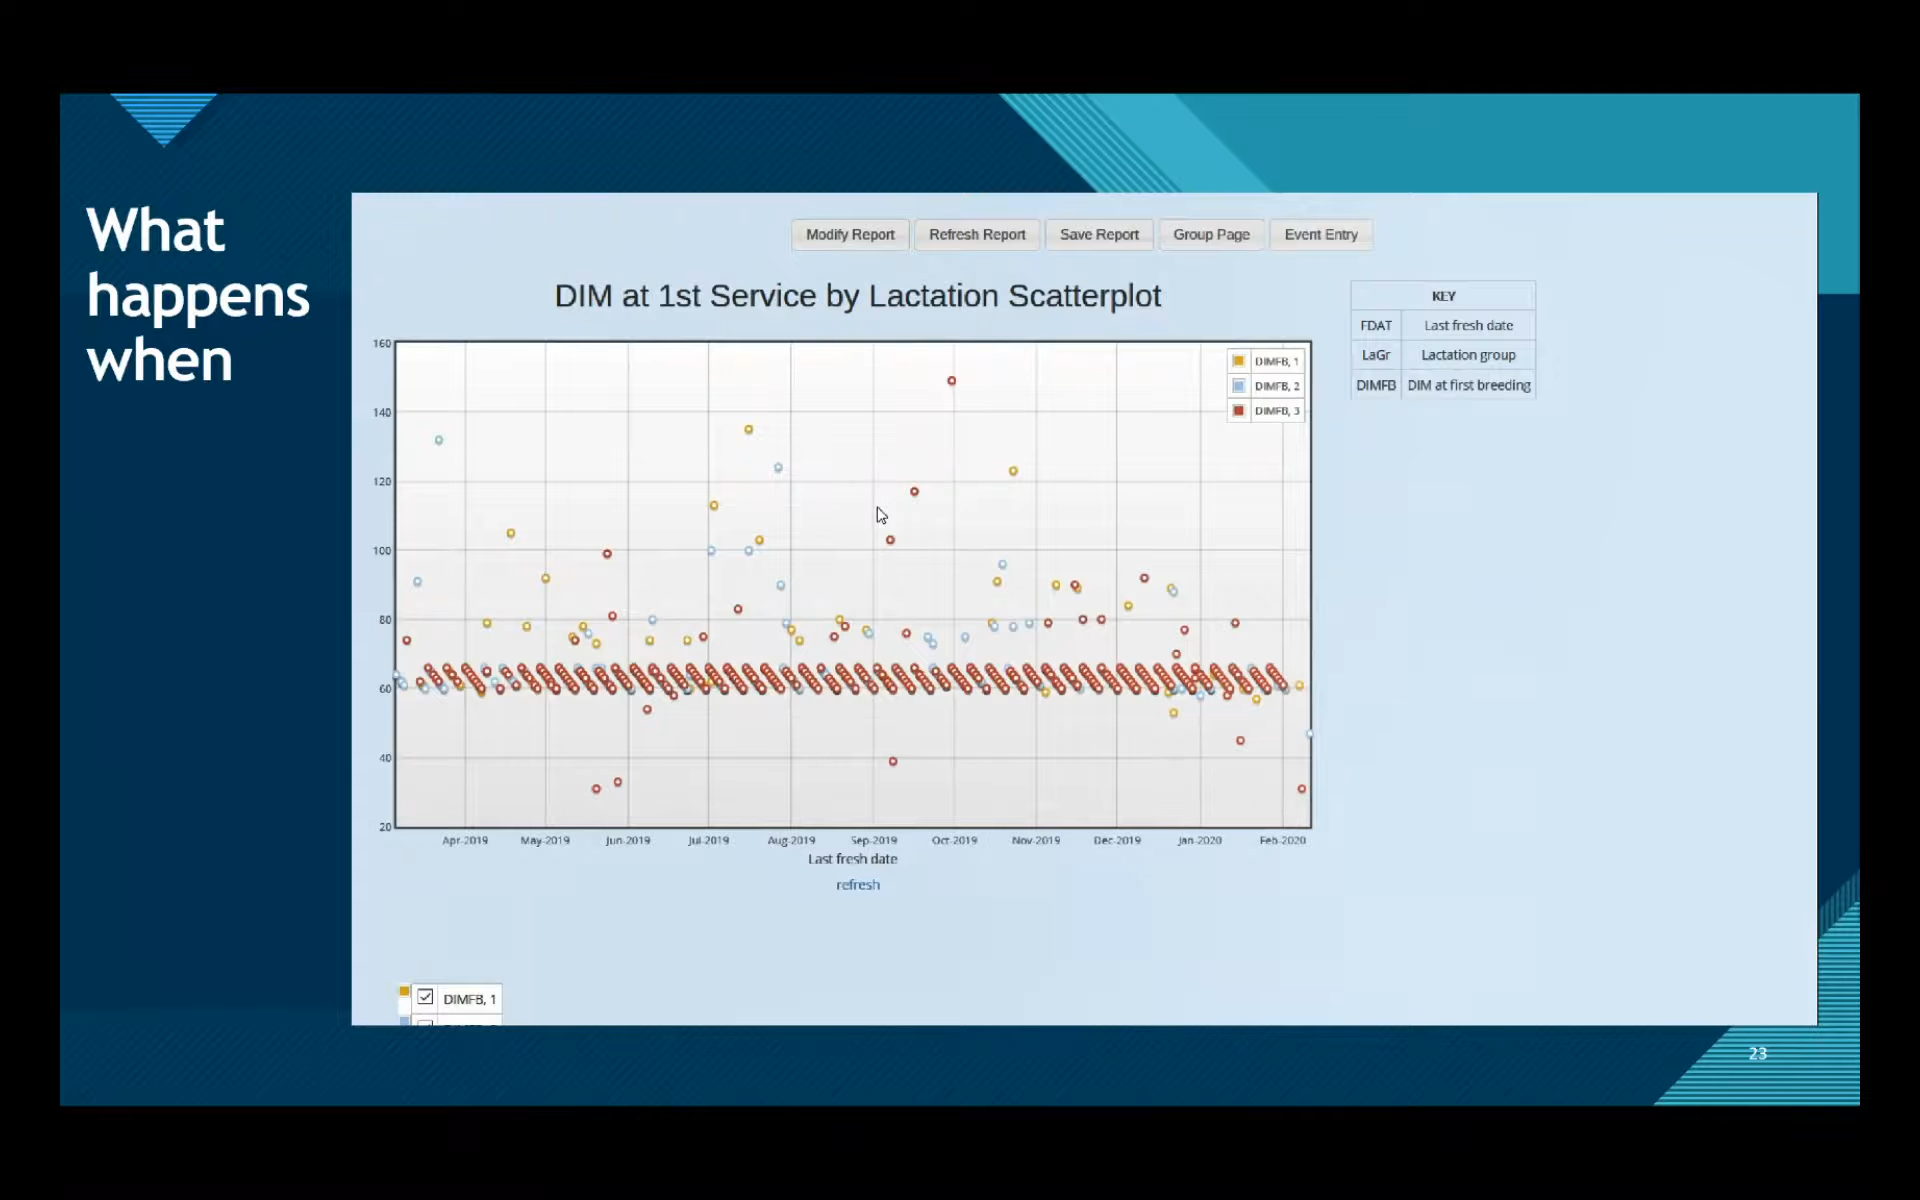 What
happens
when
Modify Report Refresh Report Save Report Group Page Event Entry
DIM at 1st Service by Lactation Scatterplot
KEY
FDAT Last fresh date
LaGr Lactation group
DIMFB DIM at first breeding
DIMFB, 1
DIMFB, 2
DIMFB, 3
160
140
120
100
80
60
40
20
Apr-2019 May-2019 Jun-2019 Jul-2019 Aug-2019 Sep-2019 Oct-2019 Nov-2019 Dec-2019 Jan-2020 Feb-2020
Last fresh date
refresh
DIMFB, 1
23